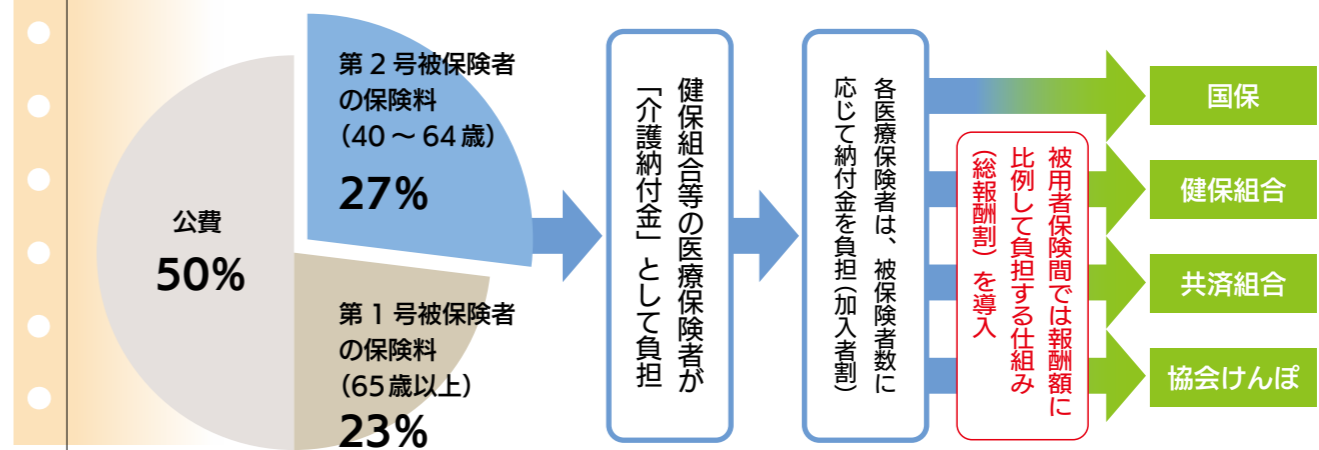 公費
50%
第2号被保険者
の保険料
（40～64歳）
27%
第1号被保険者
の保険料
（65歳以上）
23%
健保組合等の医療保険者が
「介護納付金」として負担
各医療保険者は、被保険者数に
応じて納付金を負担（加入者割）
被用者保険間では報酬額に
比例して負担する仕組み
（総報酬割）を導入
国保
健保組合
共済組合
協会けんぽ